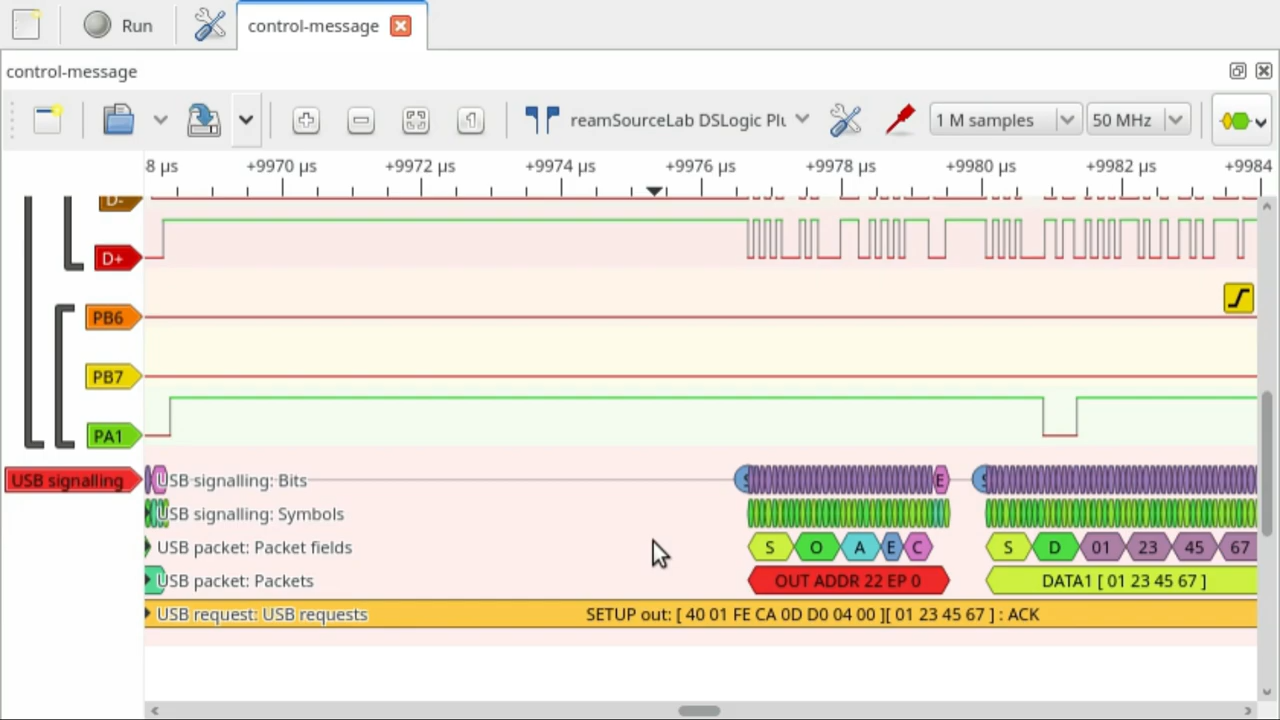 Run
control-message
control-message
reamSourceLab DSLogic Plu
1 M samples
50 MHz
8 µs +9970 µs +9972 µs +9974 µs +9976 µs +9978 µs +9980 µs +9982 µs +9984
D-
D+
PB6
PB7
PA1
USB signalling USB signalling: Bits S E S
USB signalling: Symbols
USB packet: Packet fields S O A E C S D 01 23 45 67
USB packet: Packets OUT ADDR 22 EP 0 DATA1 [ 01 23 45 67 ]
USB request: USB requests SETUP out: [ 40 01 FE CA 0D D0 04 00 ][ 01 23 45 67 ] : ACK